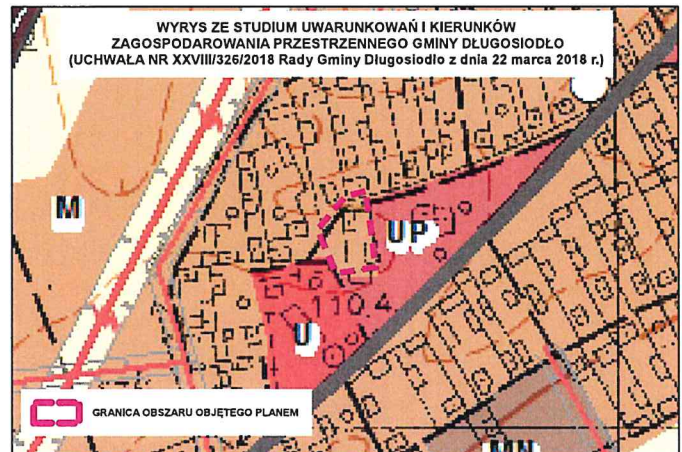 WYRYS ZE STUDIUM UWARUNKOWAŃ I KIERUNKÓW
ZAGOSPODAROWANIA PRZESTRZENNEGO GMINY DŁUGOSIODŁO
(UCHWAŁA NR XXVIII/326/2018 Rady Gminy Długosiodło z dnia 22 marca 2018 r.)
M
UP
110.4
U
GRANICA OBSZARU OBJĘTEGO PLANEM
MN